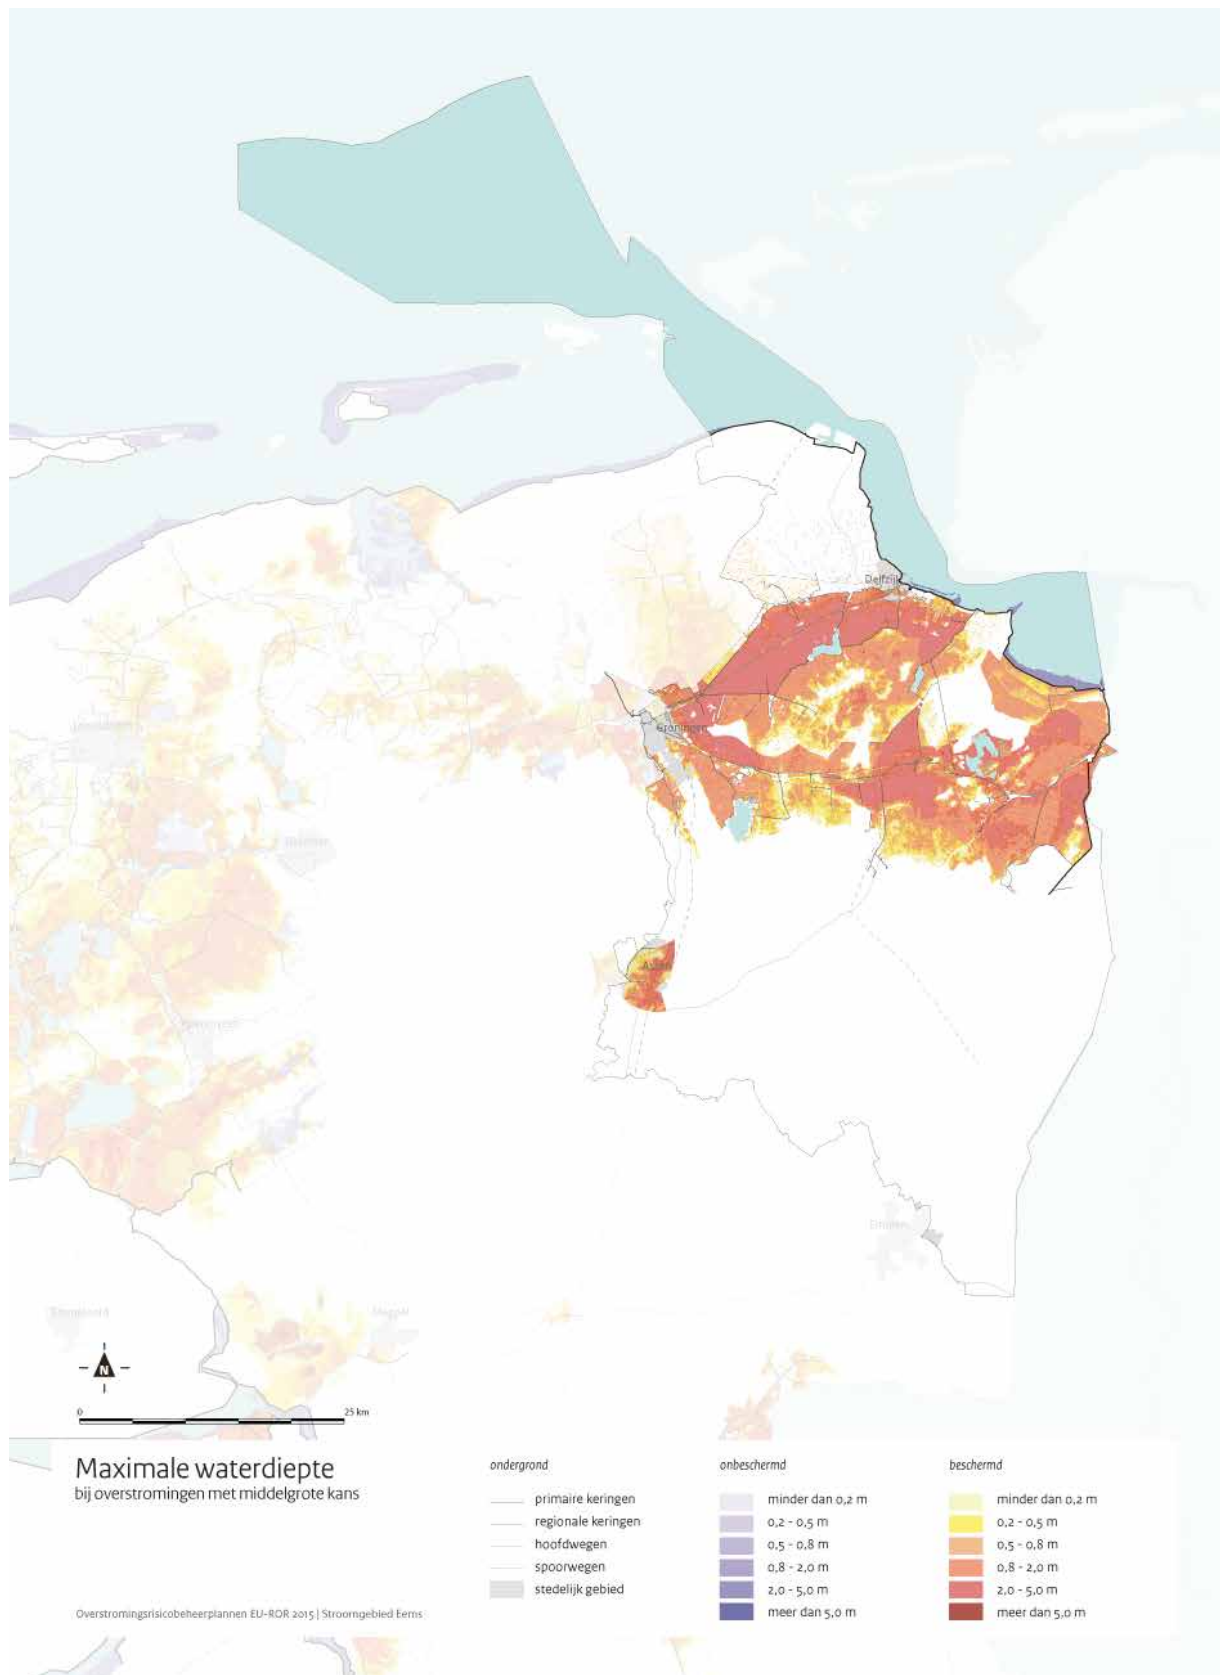 Delfzijl
Groningen
Assen
Emmen
Emmeloord
Meppel
N
0
25 km
Maximale waterdiepte
bij overstromingen met middelgrote kans
ondergrond
primaire keringen
regionale keringen
hoofdwegen
spoorwegen
stedelijk gebied
onbeschermd
minder dan 0,2 m
0,2 - 0,5 m
0,5 - 0,8 m
0,8 - 2,0 m
2,0 - 5,0 m
meer dan 5,0 m
beschermd
minder dan 0,2 m
0,2 - 0,5 m
0,5 - 0,8 m
0,8 - 2,0 m
2,0 - 5,0 m
meer dan 5,0 m
Overstromingsrisicobeheerplannen EU-ROR 2015 | Stroomgebied Eems